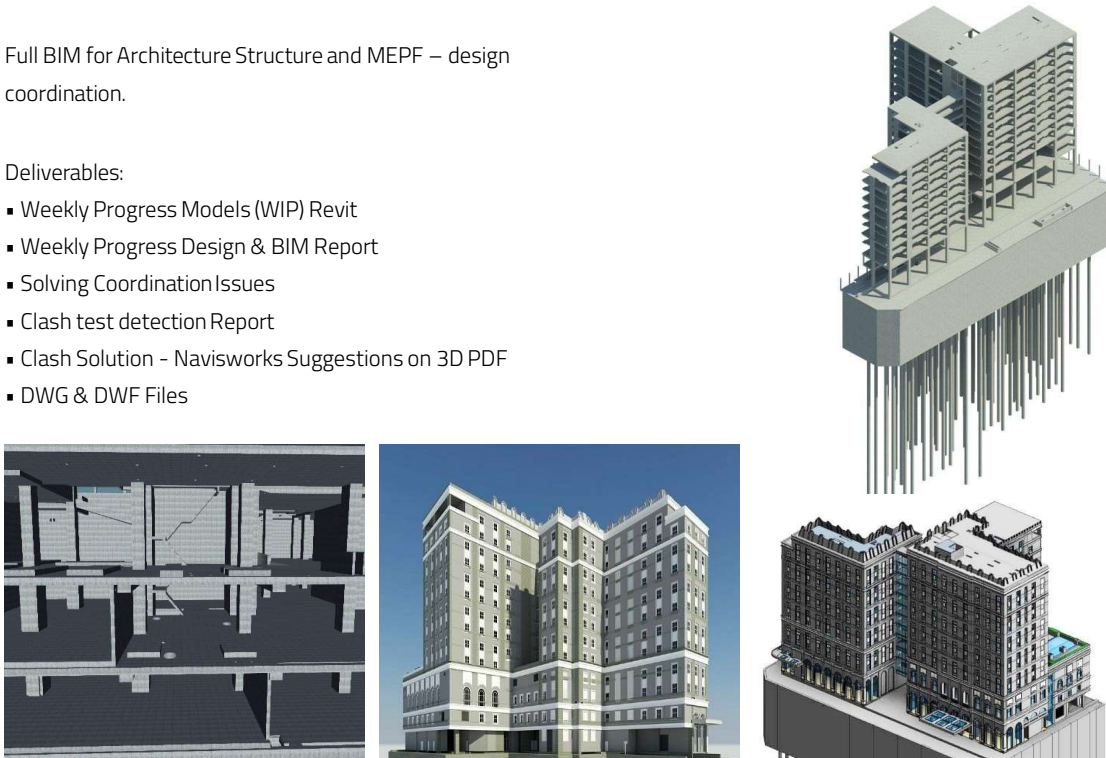 Full BIM for Architecture Structure and MEPF – design
coordination.
Deliverables:
▪ Weekly Progress Models (WIP) Revit
▪ Weekly Progress Design & BIM Report
▪ Solving Coordination Issues
▪ Clash test detection Report
▪ Clash Solution - Navisworks Suggestions on 3D PDF
▪ DWG & DWF Files